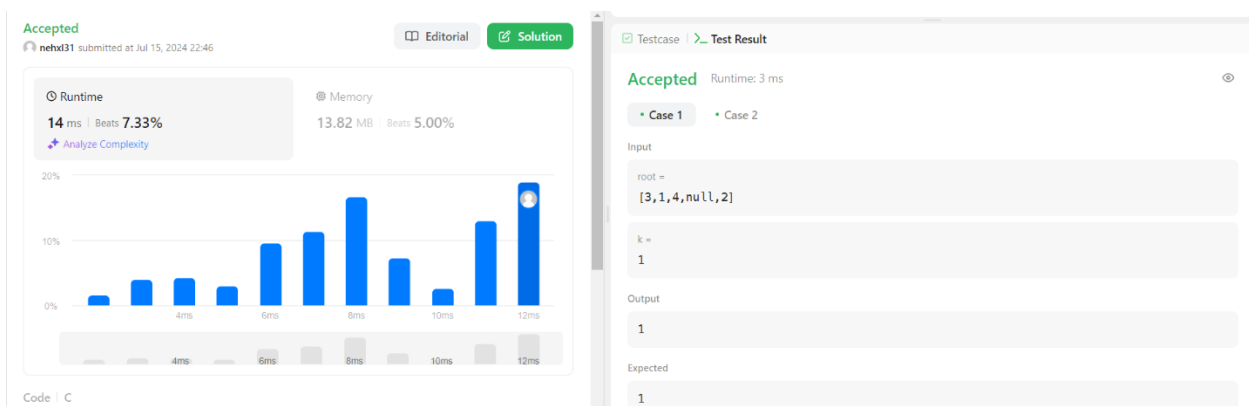 Accepted
nehxl31 submitted at Jul 15, 2024 22:46
Editorial
Solution
Runtime
14 ms | Beats 7.33%
Analyze Complexity
Memory
13.82 MB | Beats 5.00%
20%
10%
0%
4ms 6ms 8ms 10ms 12ms
4ms 6ms 8ms 10ms 12ms
Code | C
Testcase | >_ Test Result
Accepted Runtime: 3 ms
• Case 1 • Case 2
Input
root =
[3,1,4,null,2]
k =
1
Output
1
Expected
1